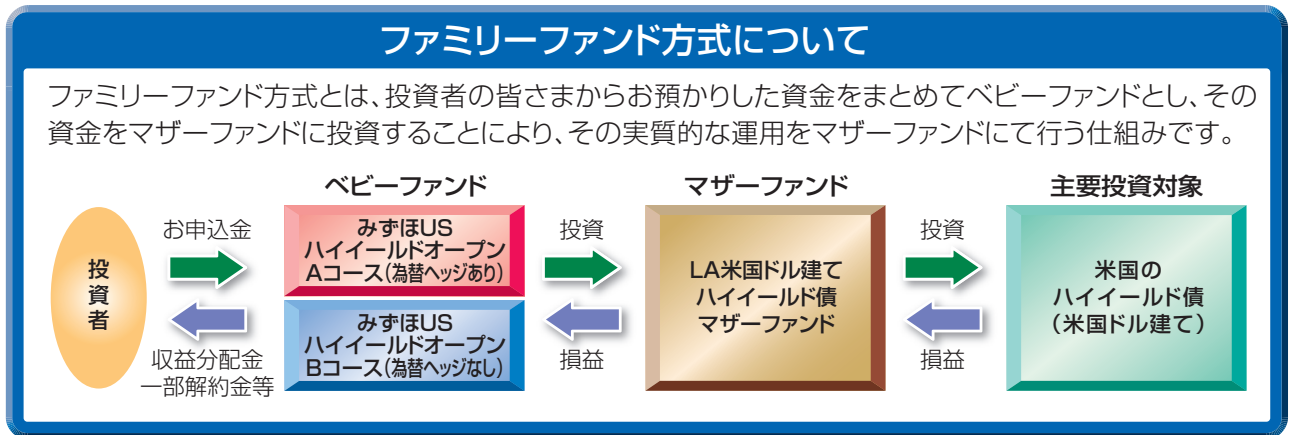 ファミリーファンド方式について
ファミリーファンド方式とは、投資者の皆さまからお預かりした資金をまとめてベビーファンドとし、その
資金をマザーファンドに投資することにより、その実質的な運用をマザーファンドにて行う仕組みです。
ベビーファンド
マザーファンド
主要投資対象
投資者
お申込金
収益分配金
一部解約金等
みずほUS
ハイイールドオープン
Aコース(為替ヘッジあり)
みずほUS
ハイイールドオープン
Bコース(為替ヘッジなし)
投資
損益
LA米国ドル建て
ハイイールド債
マザーファンド
投資
損益
米国の
ハイイールド債
(米国ドル建て)